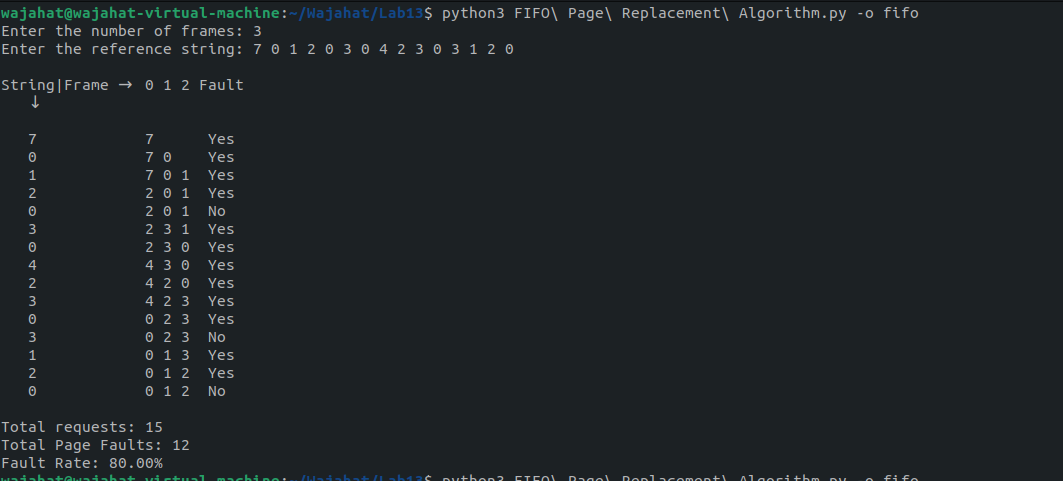 wajahat@wajahat-virtual-machine:~/Wajahat/Lab13$ python3 FIFO\ Page\ Replacement\ Algorithm.py -o fifo
Enter the number of frames: 3
Enter the reference string: 7 0 1 2 0 3 0 4 2 3 0 3 1 2 0
String|Frame → 0 1 2 Fault
↓
7 7 Yes
0 7 0 Yes
1 7 0 1 Yes
2 2 0 1 Yes
0 2 0 1 No
3 2 3 1 Yes
0 2 3 0 Yes
4 4 3 0 Yes
2 4 2 0 Yes
3 4 2 3 Yes
0 0 2 3 Yes
3 0 2 3 No
1 0 1 3 Yes
2 0 1 2 Yes
0 0 1 2 No
Total requests: 15
Total Page Faults: 12
Fault Rate: 80.00%
wajahat@wajahat-virtual-machine:~/Wajahat/Lab13$ python3 FIFO\ Page\ Replacement\ Algorithm.py -o fifo